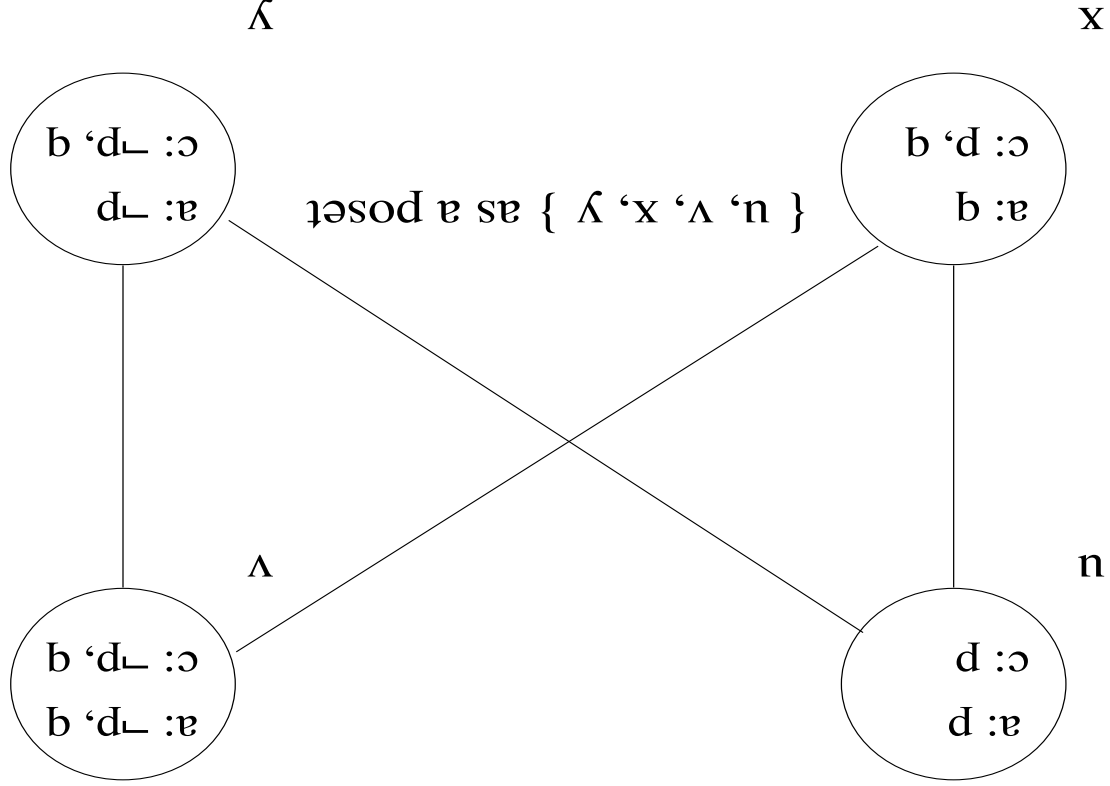 a: p
c: p
u
a: ¬p, q
c: ¬p, q
v
{ u, v, x, y } as a poset
a: q
c: p, q
x
a: ¬p
c: ¬p, q
y